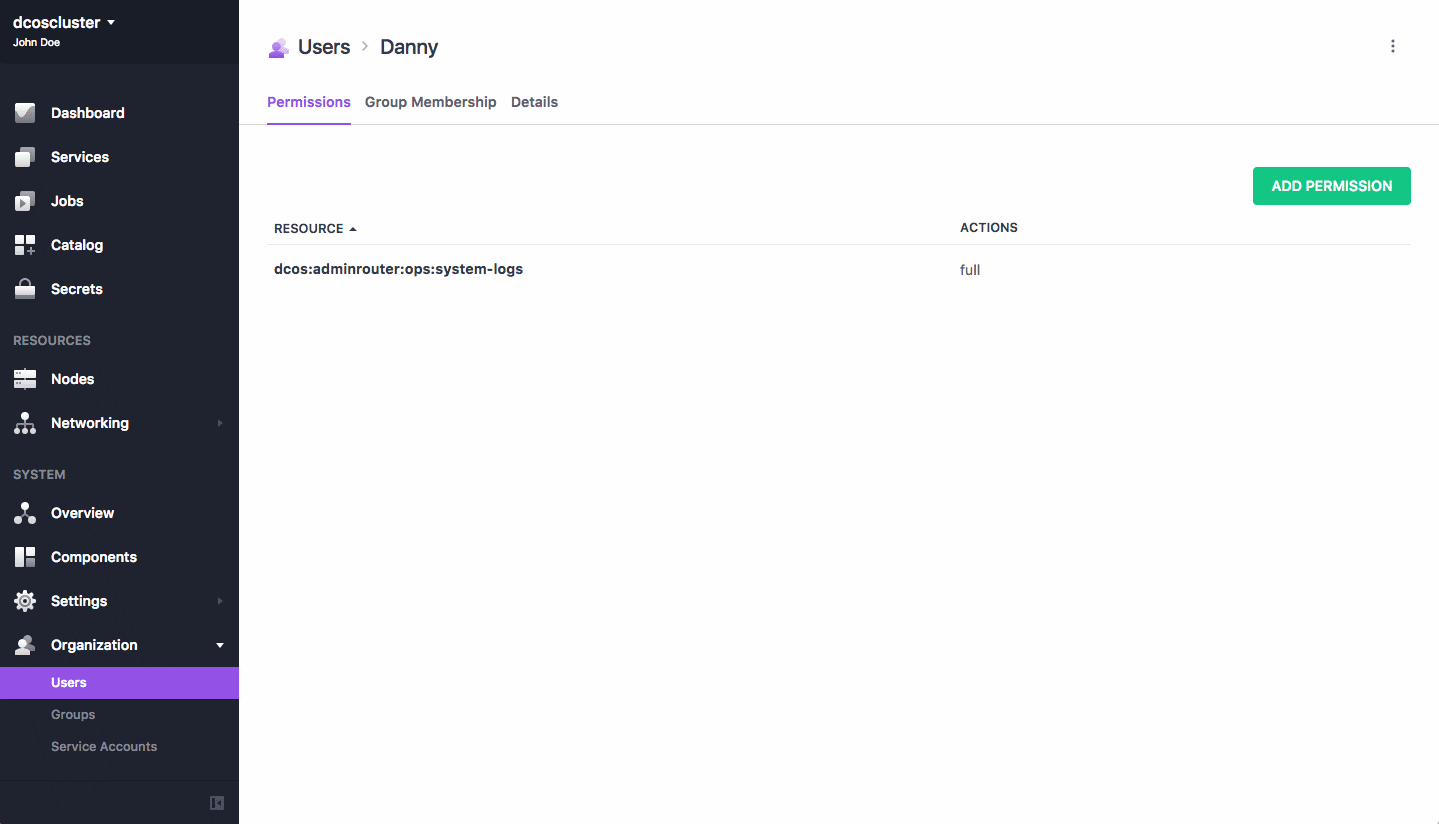 dcoscluster
John Doe
Dashboard
Services
Jobs
Catalog
Secrets
RESOURCES
Nodes
Networking
SYSTEM
Overview
Components
Settings
Organization
Users
Groups
Service Accounts
Users > Danny
Permissions Group Membership Details
ADD PERMISSION
RESOURCE ACTIONS
dcos:adminrouter:ops:system-logs full